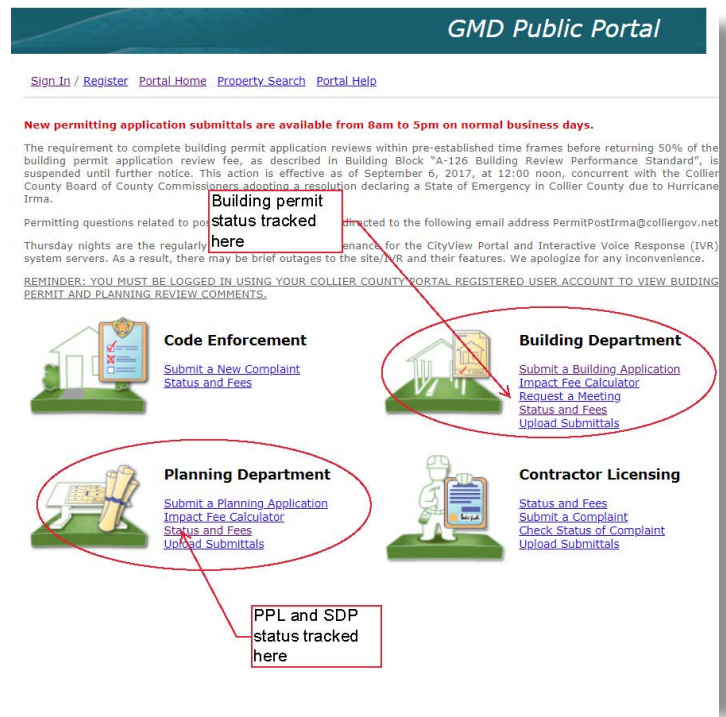 GMD Public Portal
Sign In / Register Portal Home Property Search Portal Help
New permitting application submittals are available from 8am to 5pm on normal business days.
The requirement to complete building permit application reviews within pre-established time frames before returning 50% of the
building permit application review fee, as described in Building Block "A-126 Building Review Performance Standard", is
suspended until further notice. This action is effective as of September 6, 2017, at 12:00 noon, concurrent with the Collier
County Board of County Commissioners adopting a resolution declaring a State of Emergency in Collier County due to Hurricane
Irma.
Building permit
status tracked
here
Permitting questions related to pos directed to the following email address PermitPostIrma@colliergov.net
Thursday nights are the regularly enance for the CityView Portal and Interactive Voice Response (IVR)
system servers. As a result, there may be brief outages to the site/IVR and their features. We apologize for any inconvenience.
REMINDER: YOU MUST BE LOGGED IN USING YOUR COLLIER COUNTY PORTAL REGISTERED USER ACCOUNT TO VIEW BUIDING
PERMIT AND PLANNING REVIEW COMMENTS.
Code Enforcement
Submit a New Complaint
Status and Fees
Building Department
Submit a Building Application
Impact Fee Calculator
Request a Meeting
Status and Fees
Upload Submittals
Planning Department
Submit a Planning Application
Impact Fee Calculator
Status and Fees
Upload Submittals
Contractor Licensing
Status and Fees
Submit a Complaint
Check Status of Complaint
Upload Submittals
PPL and SDP
status tracked
here